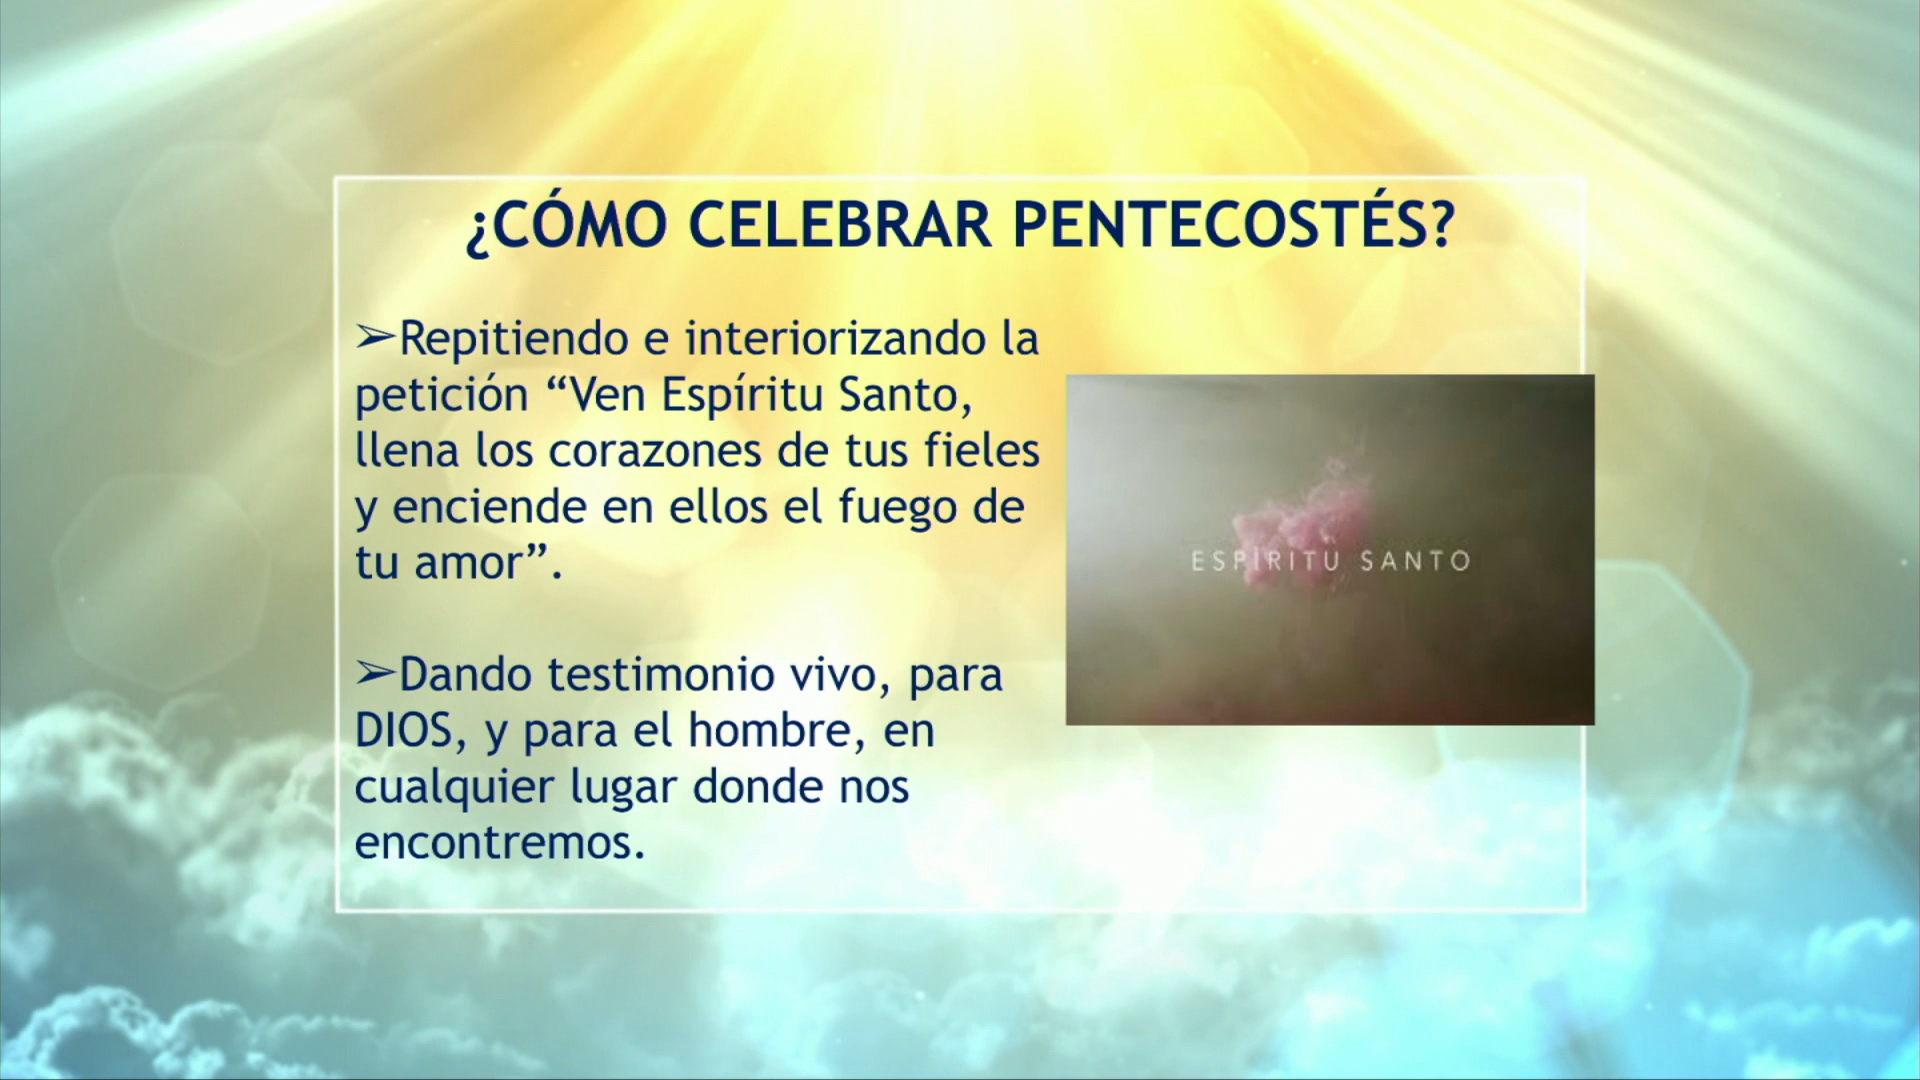 ¿CÓMO CELEBRAR PENTECOSTÉS?
➢Repitiendo e interiorizando la
petición “Ven Espíritu Santo,
llena los corazones de tus fieles
y enciende en ellos el fuego de
tu amor”.
➢Dando testimonio vivo, para
DIOS, y para el hombre, en
cualquier lugar donde nos
encontremos.
ESPÍRITU SANTO